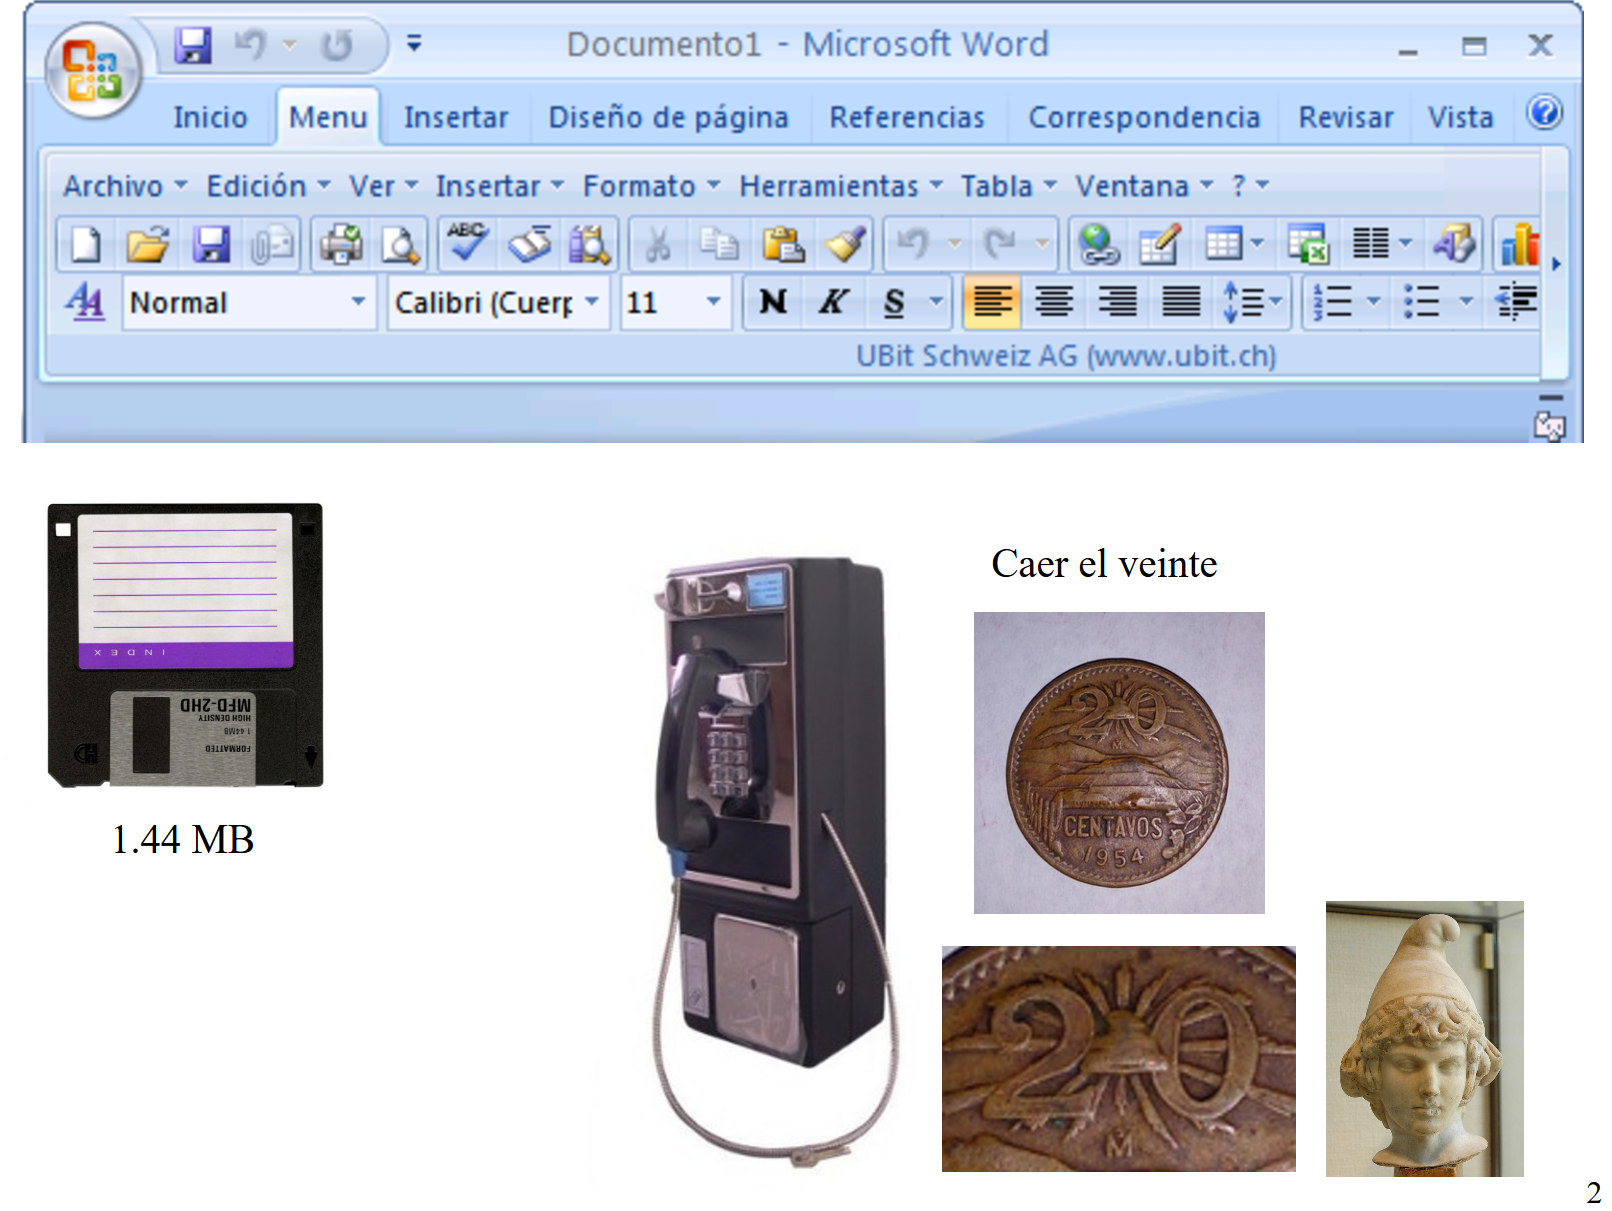 Documento1 - Microsoft Word
Inicio Menu Insertar Diseño de página Referencias Correspondencia Revisar Vista
Archivo Edición Ver Insertar Formato Herramientas Tabla Ventana ?
ABC
Normal Calibri (Cuerp 11 N K S
UBit Schweiz AG (www.ubit.ch)
INDEX
MFD-2HD
HIGH DENSITY
1.44MB
FORMATTED
HD
1.44 MB
Caer el veinte
20
M
CENTAVOS
1954
20
M
2